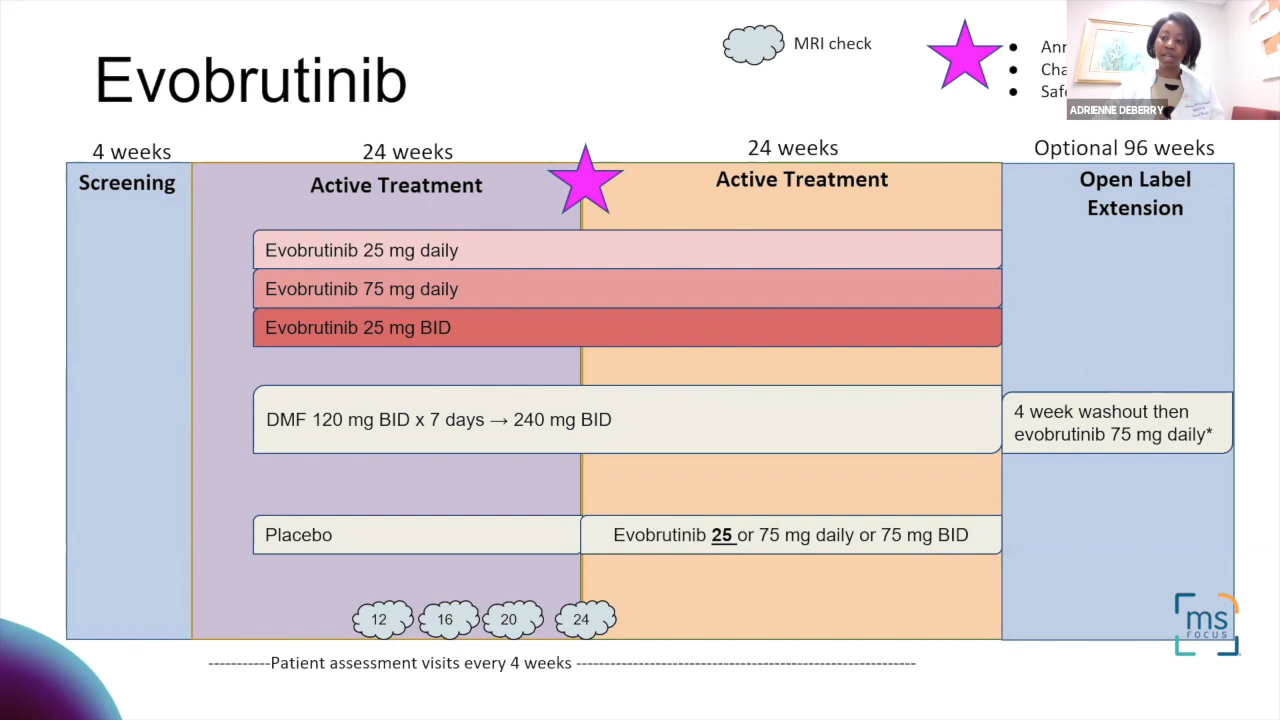 Evobrutinib
MRI check
• Ann
• Cha
• Safe
ADRIENNE DEBERRY
4 weeks
Screening
24 weeks
Active Treatment
24 weeks
Active Treatment
Optional 96 weeks
Open Label
Extension
Evobrutinib 25 mg daily
Evobrutinib 75 mg daily
Evobrutinib 25 mg BID
DMF 120 mg BID x 7 days → 240 mg BID
4 week washout then
evobrutinib 75 mg daily*
Placebo
Evobrutinib 25 or 75 mg daily or 75 mg BID
12
16
20
24
-----------Patient assessment visits every 4 weeks ------------------------------------------------------------
ms
FOCUS